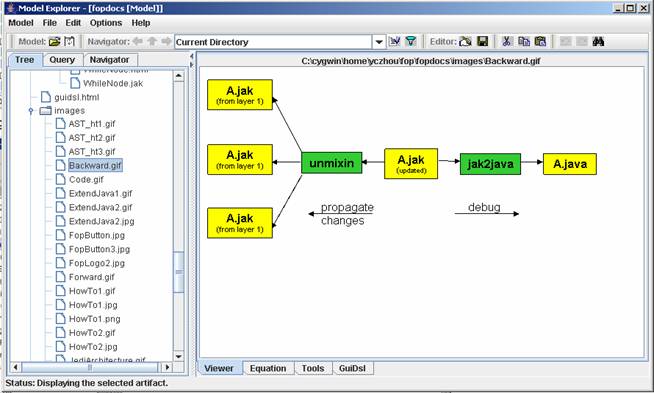 Model Explorer - [fopdocs [Model]]
Model File Edit Options Help
Model: Navigator: Current Directory Editor:
Tree Query Navigator
WhileNode.html
WhileNode.jak
guidsl.html
images
AST_ht1.gif
AST_ht2.gif
AST_ht3.gif
Backward.gif
Code.gif
ExtendJava1.gif
ExtendJava2.gif
ExtendJava2.jpg
FopButton.jpg
FopButton3.jpg
FopLogo2.jpg
Forward.gif
HowTo1.gif
HowTo1.jpg
HowTo1.png
HowTo2.gif
HowTo2.jpg
JediArchitecture.gif
C:\cygwin\home\yczhou\fop\fopdocs\images\Backward.gif
A.jak
(from layer 1)
A.jak
(from layer 1)
A.jak
(from layer 1)
unmixin
A.jak
(updated)
jak2java
A.java
propagate
changes
debug
Viewer Equation Tools GuiDsl
Status: Displaying the selected artifact.